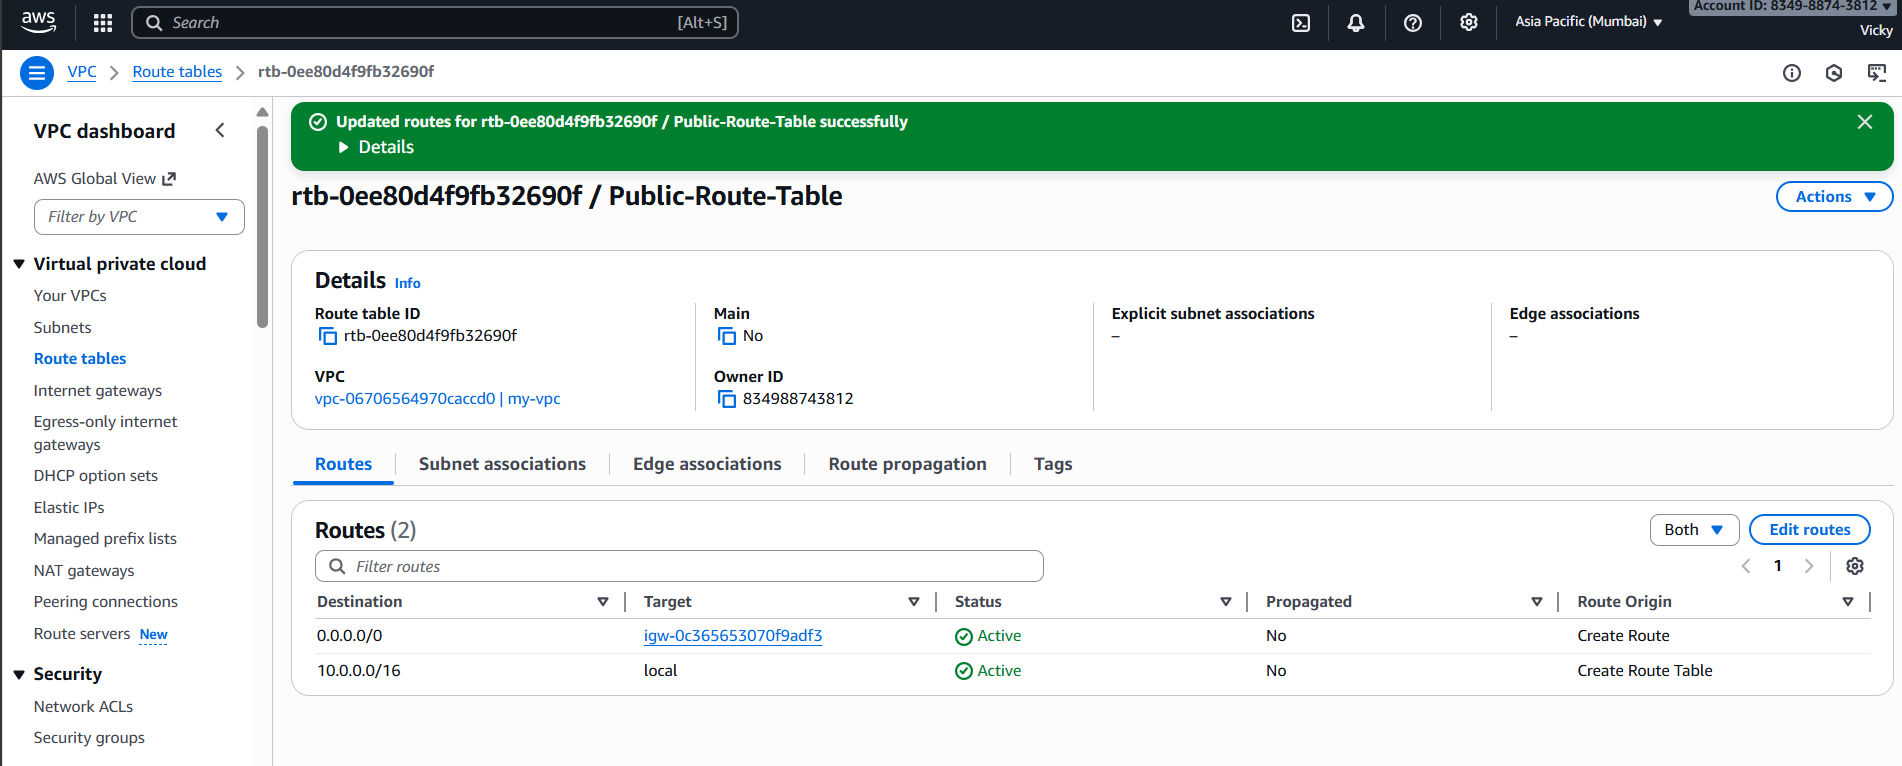 aws
Search
[Alt+S]
Asia Pacific (Mumbai)
Account ID: 8349-8874-3812
Vicky
VPC
Route tables
rtb-0ee80d4f9fb32690f
VPC dashboard
AWS Global View
Filter by VPC
Virtual private cloud
Your VPCs
Subnets
Route tables
Internet gateways
Egress-only internet
gateways
DHCP option sets
Elastic IPs
Managed prefix lists
NAT gateways
Peering connections
Route servers New
Security
Network ACLs
Security groups
Updated routes for rtb-0ee80d4f9fb32690f / Public-Route-Table successfully
Details
rtb-0ee80d4f9fb32690f / Public-Route-Table
Actions
Details Info
Route table ID
rtb-0ee80d4f9fb32690f
Main
No
Explicit subnet associations
–
Edge associations
–
VPC
vpc-06706564970caccd0 | my-vpc
Owner ID
834988743812
Routes
Subnet associations
Edge associations
Route propagation
Tags
Routes (2)
Both
Edit routes
Filter routes
1
Destination Target Status Propagated Route Origin
0.0.0.0/0 igw-0c365653070f9adf3 Active No Create Route
10.0.0.0/16 local Active No Create Route Table